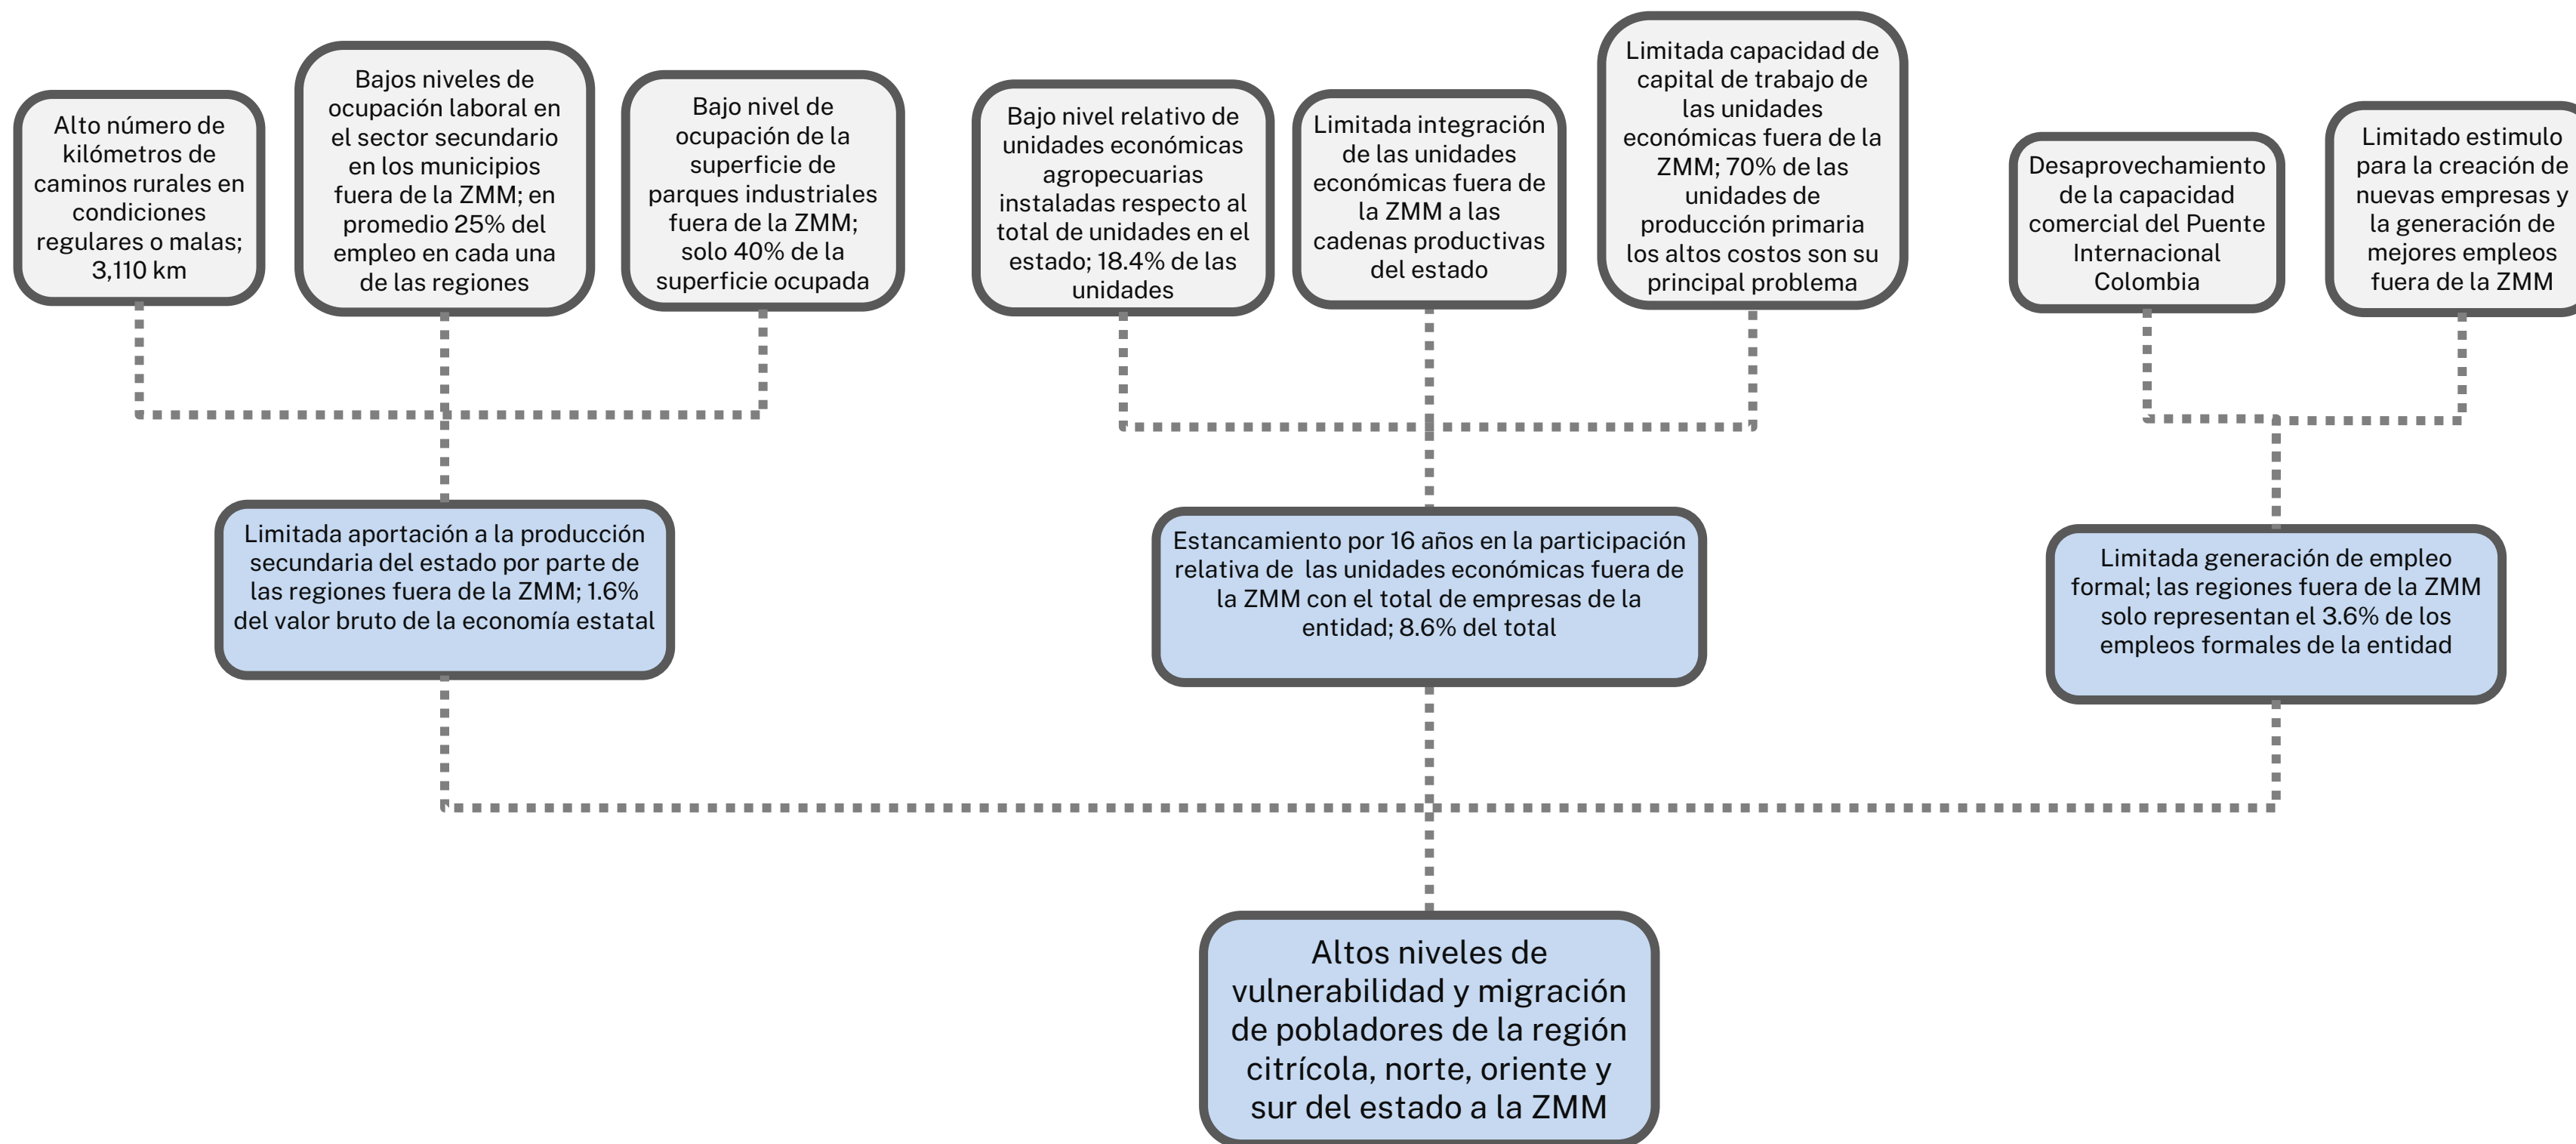 Alto número de
kilómetros de
caminos rurales en
condiciones
regulares o malas;
3,110 km
Bajos niveles de
ocupación laboral en
el sector secundario
en los municipios
fuera de la ZMM; en
promedio 25% del
empleo en cada una
de las regiones
Bajo nivel de
ocupación de la
superficie de
parques industriales
fuera de la ZMM;
solo 40% de la
superficie ocupada
Bajo nivel relativo de
unidades económicas
agropecuarias
instaladas respecto al
total de unidades en el
estado; 18.4% de las
unidades
Limitada integración
de las unidades
económicas fuera de
la ZMM a las
cadenas productivas
del estado
Limitada capacidad de
capital de trabajo de
las unidades
económicas fuera de la
ZMM; 70% de las
unidades de
producción primaria
los altos costos son su
principal problema
Desaprovechamiento
de la capacidad
comercial del Puente
Internacional
Colombia
Limitado estimulo
para la creación de
nuevas empresas y
la generación de
mejores empleos
fuera de la ZMM
Limitada aportación a la producción
secundaria del estado por parte de
las regiones fuera de la ZMM; 1.6%
del valor bruto de la economía estatal
Estancamiento por 16 años en la participación
relativa de  las unidades económicas fuera de
la ZMM con el total de empresas de la
entidad; 8.6% del total
Limitada generación de empleo
formal; las regiones fuera de la ZMM
solo representan el 3.6% de los
empleos formales de la entidad
Altos niveles de
vulnerabilidad y migración
de pobladores de la región
citrícola, norte, oriente y
sur del estado a la ZMM